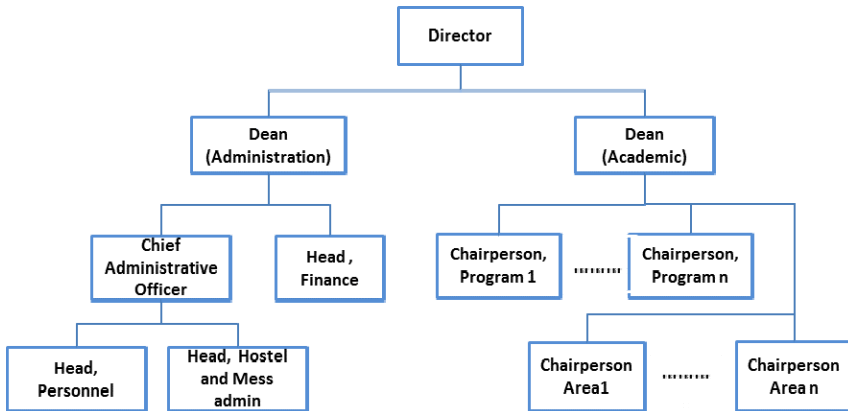 Director
Dean
(Administration)
Dean
(Academic)
Chief
Administrative
Officer
Head ,
Finance
Chairperson,
Program 1
.........
Chairperson,
Program n
Head,
Personnel
Head, Hostel
and Mess
admin
Chairperson
Area1
.........
Chairperson
Area n